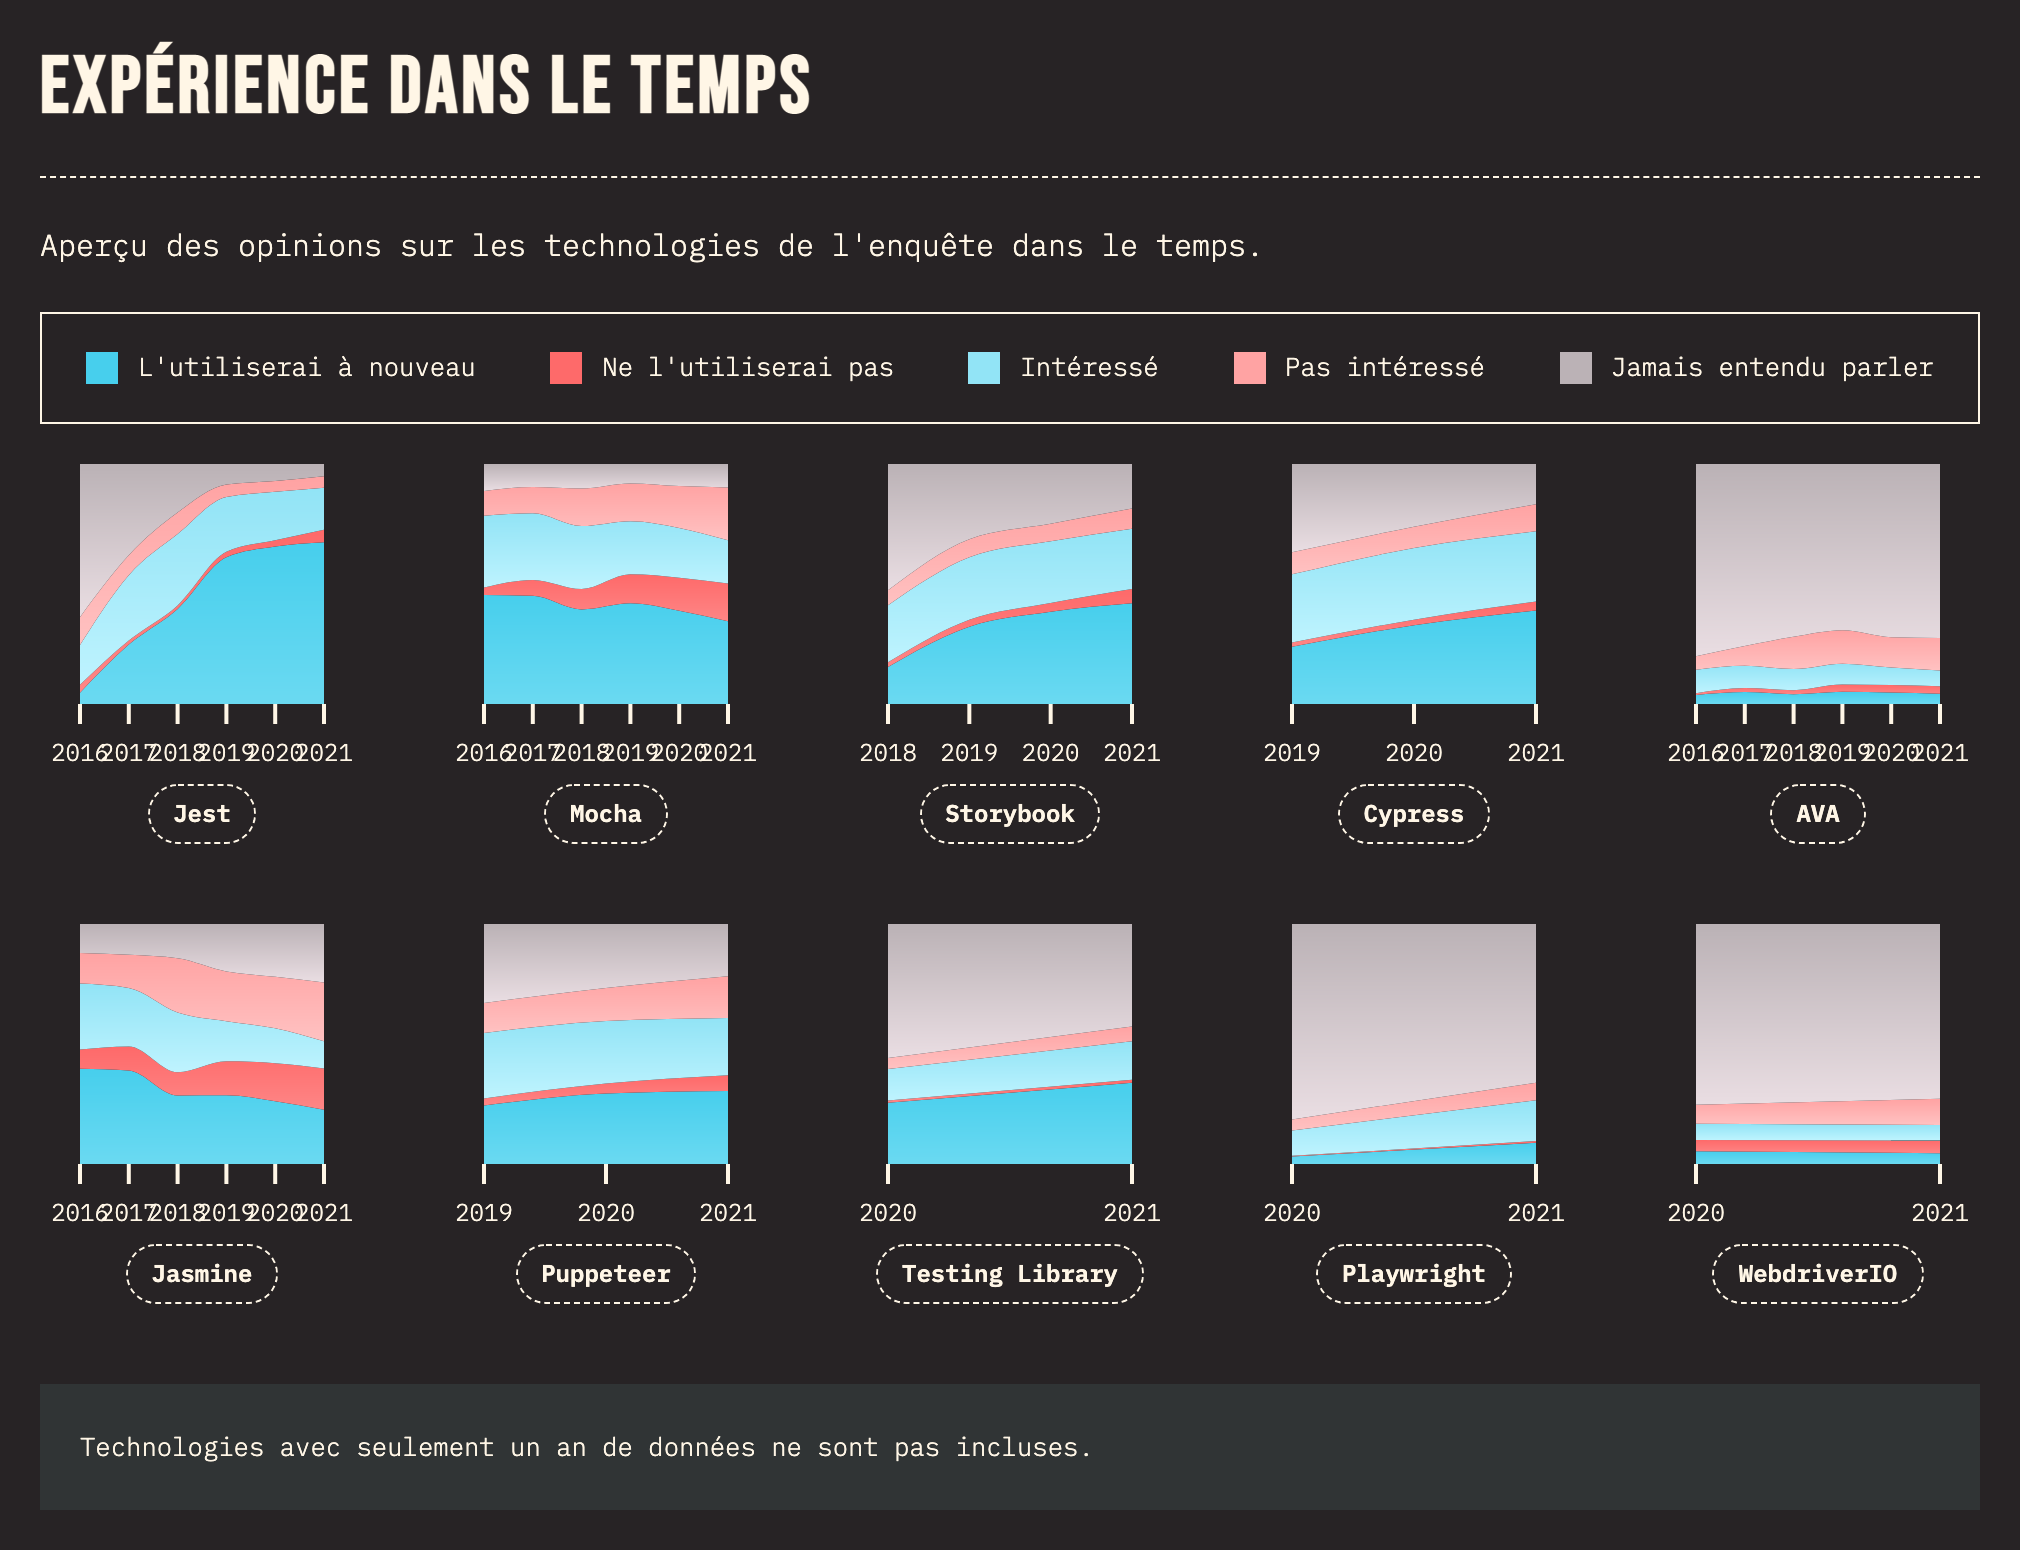 EXPÉRIENCE DANS LE TEMPS
Aperçu des opinions sur les technologies de l'enquête dans le temps.
L'utiliserai à nouveau Ne l'utiliserai pas Intéressé Pas intéressé Jamais entendu parler
2016 2017 2018 2019 2020 2021 2016 2017 2018 2019 2020 2021 2018 2019 2020 2021 2019 2020 2021 2016 2017 2018 2019 2020 2021
Jest Mocha Storybook Cypress AVA
2016 2017 2018 2019 2020 2021 2019 2020 2021 2020 2021 2020 2021 2020 2021
Jasmine Puppeteer Testing Library Playwright WebdriverIO
Technologies avec seulement un an de données ne sont pas incluses.